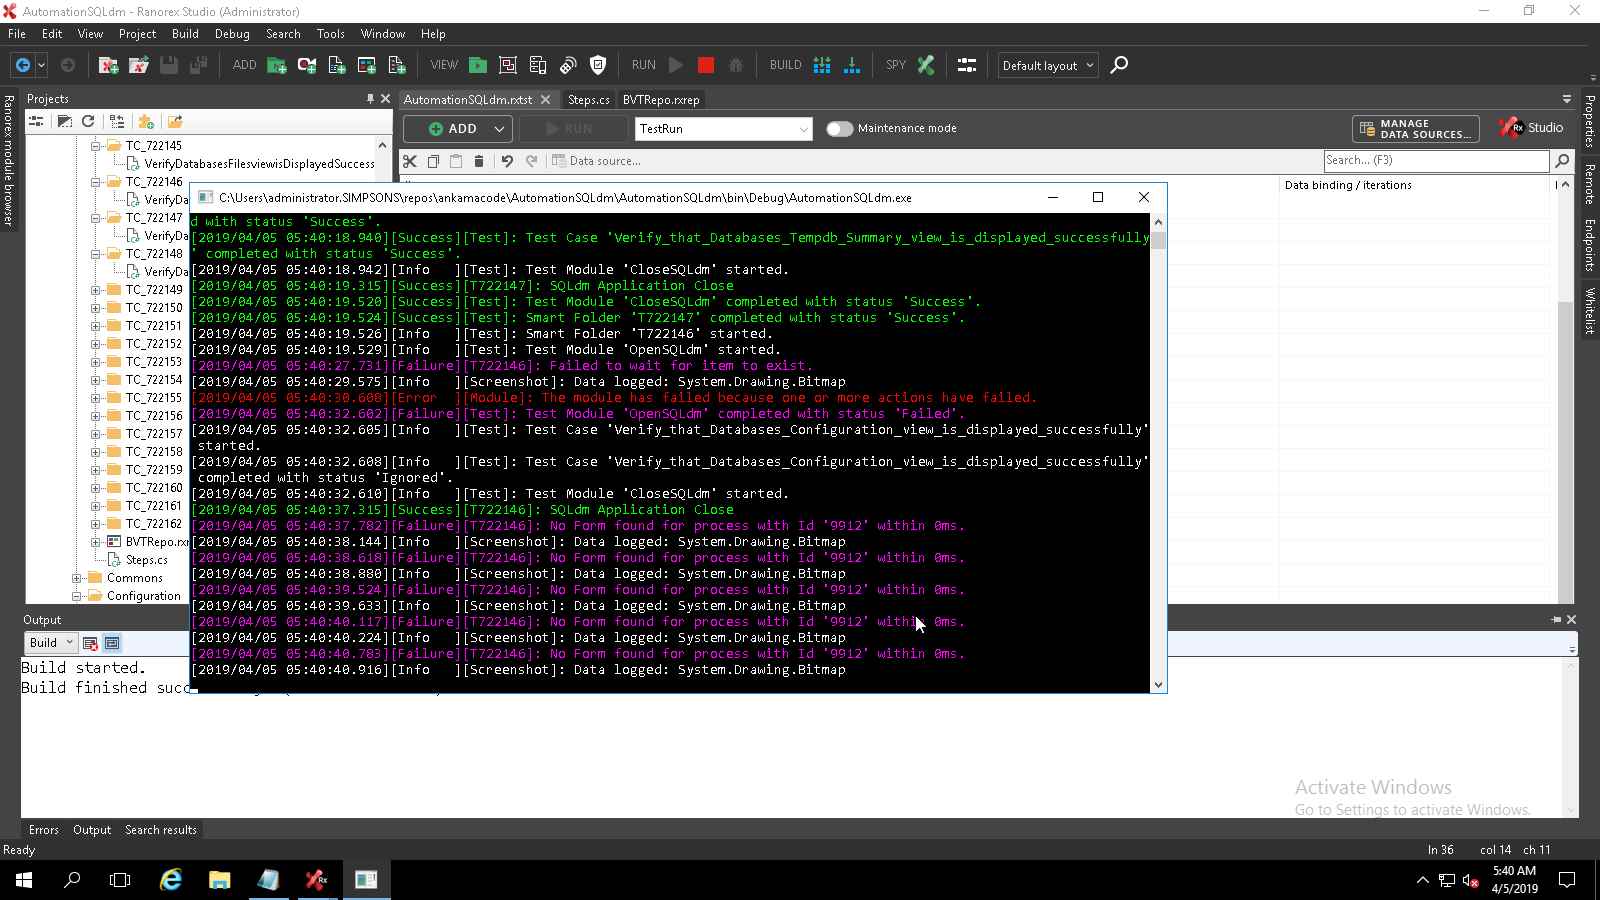 AutomationSQLdm - Ranorex Studio (Administrator)
File Edit View Project Build Debug Search Tools Window Help
ADD VIEW RUN BUILD SPY Default layout
Ranorex module browser
Projects
AutomationSQLdm.rxtst Steps.cs BVTRepo.rxrep
ADD RUN TestRun Maintenance mode MANAGE DATA SOURCES... Rx Studio
Data source... Search... (F3)
Data binding / iterations
Properties
Remote Endpoints
Whitelist
TC_722145
VerifyDatabasesFilesviewisDisplayedSuccess
TC_722146
VerifyDa
TC_722147
VerifyDa
TC_722148
VerifyDa
TC_722149
TC_722150
TC_722151
TC_722152
TC_722153
TC_722154
TC_722155
TC_722156
TC_722157
TC_722158
TC_722159
TC_722160
TC_722161
TC_722162
BVTRepo.rx
Steps.cs
Commons
Configuration
C:\Users\administrator.SIMPSONS\repos\ankamacode\AutomationSQLdm\AutomationSQLdm\bin\Debug\AutomationSQLdm.exe
d with status 'Success'.
[2019/04/05 05:40:18.940][Success][Test]: Test Case 'Verify_that_Databases_Tempdb_Summary_view_is_displayed_successfully
' completed with status 'Success'.
[2019/04/05 05:40:18.942][Info ][Test]: Test Module 'CloseSQLdm' started.
[2019/04/05 05:40:19.315][Success][T722147]: SQLdm Application Close
[2019/04/05 05:40:19.520][Success][Test]: Test Module 'CloseSQLdm' completed with status 'Success'.
[2019/04/05 05:40:19.524][Success][Test]: Smart Folder 'T722147' completed with status 'Success'.
[2019/04/05 05:40:19.526][Info ][Test]: Smart Folder 'T722146' started.
[2019/04/05 05:40:19.529][Info ][Test]: Test Module 'OpenSQLdm' started.
[2019/04/05 05:40:27.731][Failure][T722146]: Failed to wait for item to exist.
[2019/04/05 05:40:29.575][Info ][Screenshot]: Data logged: System.Drawing.Bitmap
[2019/04/05 05:40:30.608][Error ][Module]: The module has failed because one or more actions have failed.
[2019/04/05 05:40:32.602][Failure][Test]: Test Module 'OpenSQLdm' completed with status 'Failed'.
[2019/04/05 05:40:32.605][Info ][Test]: Test Case 'Verify_that_Databases_Configuration_view_is_displayed_successfully'
started.
[2019/04/05 05:40:32.608][Info ][Test]: Test Case 'Verify_that_Databases_Configuration_view_is_displayed_successfully'
completed with status 'Ignored'.
[2019/04/05 05:40:32.610][Info ][Test]: Test Module 'CloseSQLdm' started.
[2019/04/05 05:40:37.315][Success][T722146]: SQLdm Application Close
[2019/04/05 05:40:37.782][Failure][T722146]: No Form found for process with Id '9912' within 0ms.
[2019/04/05 05:40:38.144][Info ][Screenshot]: Data logged: System.Drawing.Bitmap
[2019/04/05 05:40:38.618][Failure][T722146]: No Form found for process with Id '9912' within 0ms.
[2019/04/05 05:40:38.880][Info ][Screenshot]: Data logged: System.Drawing.Bitmap
[2019/04/05 05:40:39.524][Failure][T722146]: No Form found for process with Id '9912' within 0ms.
[2019/04/05 05:40:39.633][Info ][Screenshot]: Data logged: System.Drawing.Bitmap
[2019/04/05 05:40:40.117][Failure][T722146]: No Form found for process with Id '9912' within 0ms.
[2019/04/05 05:40:40.224][Info ][Screenshot]: Data logged: System.Drawing.Bitmap
[2019/04/05 05:40:40.783][Failure][T722146]: No Form found for process with Id '9912' within 0ms.
[2019/04/05 05:40:40.916][Info ][Screenshot]: Data logged: System.Drawing.Bitmap
Output
Build
Build started.
Build finished succ
Activate Windows
Go to Settings to activate Windows.
Errors Output Search results
Ready ln 36 col 14 ch 11
Rx
5:40 AM
4/5/2019